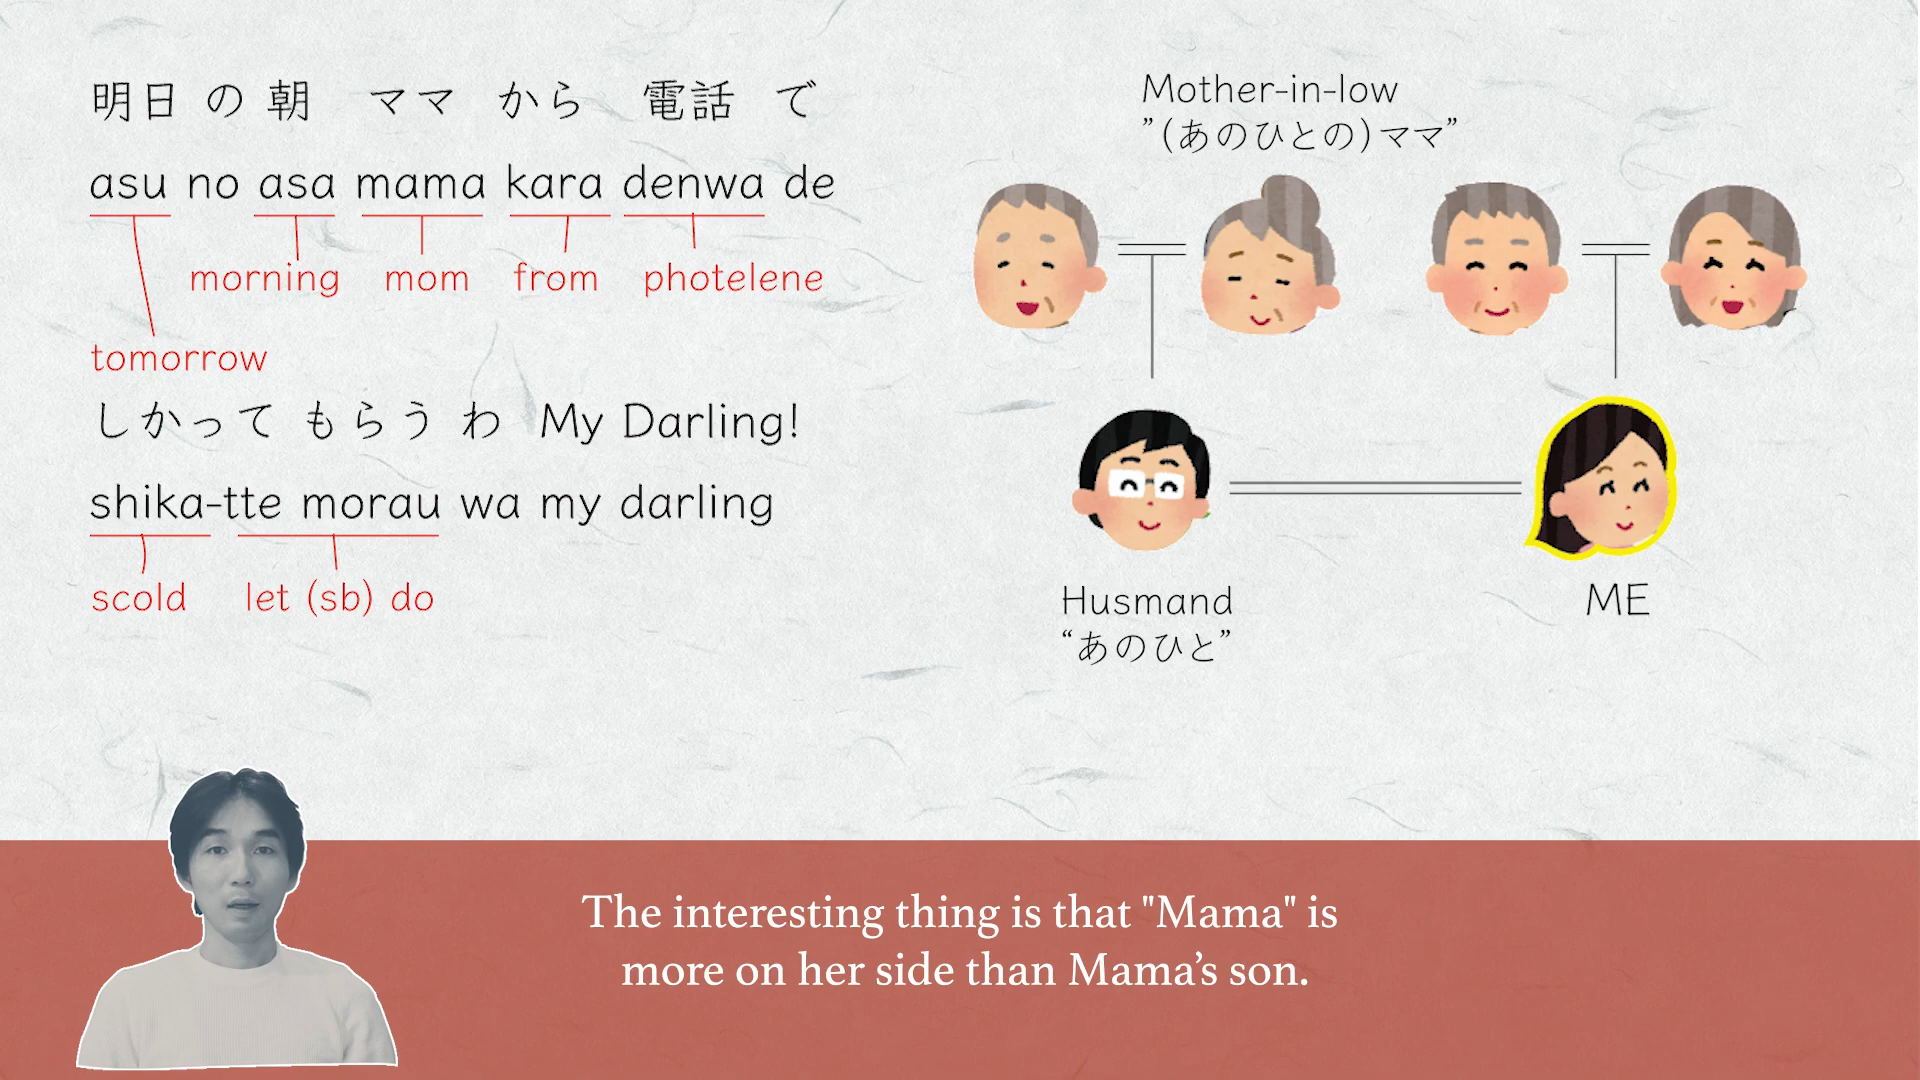 明日 の 朝 ママ から 電話 で
asu no asa mama kara denwa de
morning mom from photelene
tomorrow
しかって もらう わ My Darling!
shika-tte morau wa my darling
scold let (sb) do
Mother-in-low
”(あのひとの)ママ”
Husmand
“あのひと”
ME
The interesting thing is that "Mama" is
more on her side than Mama’s son.